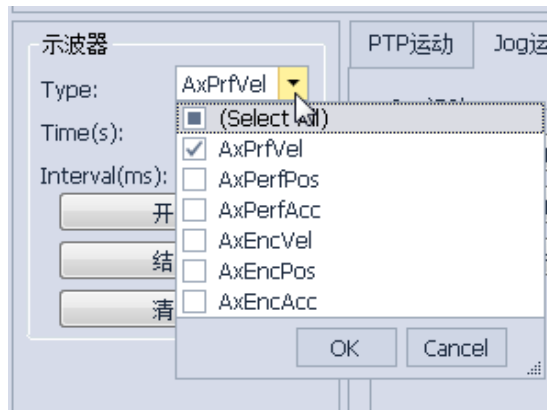 示波器
PTP运动 Jog运
Type: AxPrfVel
Time(s): (Select All)
AxPrfVel
Interval(ms):
AxPerfPos
开 AxPerfAcc
AxEncVel
结 AxEncPos
清 AxEncAcc
OK Cancel